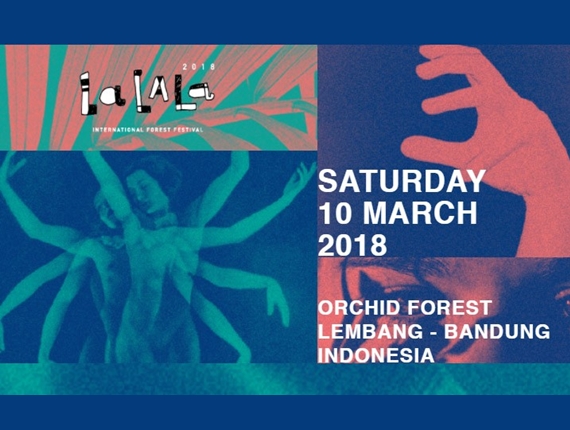 2018
LaLALa
INTERNATIONAL FOREST FESTIVAL
SATURDAY
10 MARCH
2018
ORCHID FOREST
LEMBANG - BANDUNG
INDONESIA